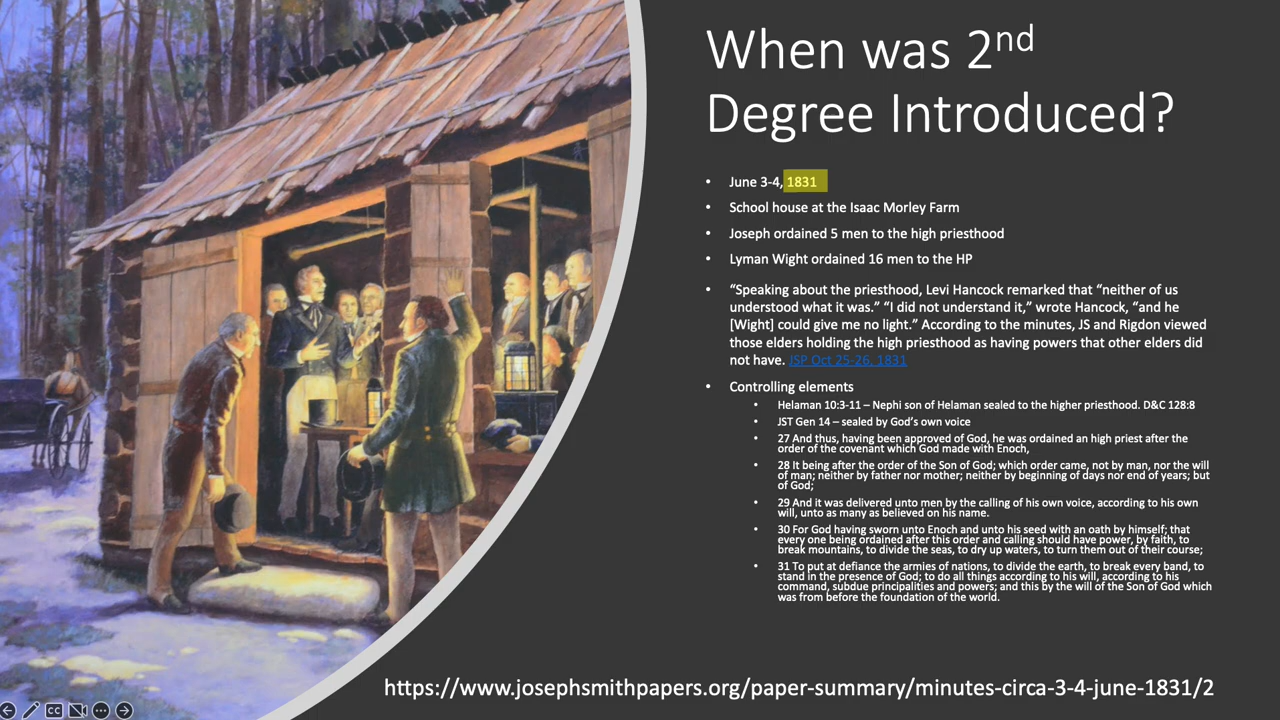 When was 2nd
Degree Introduced?
• June 3-4, 1831
• School house at the Isaac Morley Farm
• Joseph ordained 5 men to the high priesthood
• Lyman Wight ordained 16 men to the HP
• “Speaking about the priesthood, Levi Hancock remarked that “neither of us
understood what it was.” “I did not understand it,” wrote Hancock, “and he
[Wight] could give me no light.” According to the minutes, JS and Rigdon viewed
those elders holding the high priesthood as having powers that other elders did
not have. JSP Oct 25-26, 1831
• Controlling elements
• Helaman 10:3-11 – Nephi son of Helaman sealed to the higher priesthood. D&C 128:8
• JST Gen 14 – sealed by God’s own voice
• 27 And thus, having been approved of God, he was ordained an high priest after the
order of the covenant which God made with Enoch,
• 28 It being after the order of the Son of God; which order came, not by man, nor the will
of man; neither by father nor mother; neither by beginning of days nor end of years; but
of God;
• 29 And it was delivered unto men by the calling of his own voice, according to his own
will, unto as many as believed on his name.
• 30 For God having sworn unto Enoch and unto his seed with an oath by himself; that
every one being ordained after this order and calling should have power, by faith, to
break mountains, to divide the seas, to dry up waters, to turn them out of their course;
• 31 To put at defiance the armies of nations, to divide the earth, to break every band, to
stand in the presence of God; to do all things according to his will, according to his
command, subdue principalities and powers; and this by the will of the Son of God which
was from before the foundation of the world.
https://www.josephsmithpapers.org/paper-summary/minutes-circa-3-4-june-1831/2
CC